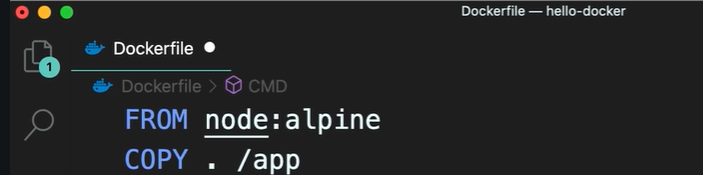 Dockerfile — hello-docker
Dockerfile
1
Dockerfile > CMD
FROM node:alpine
COPY . /app